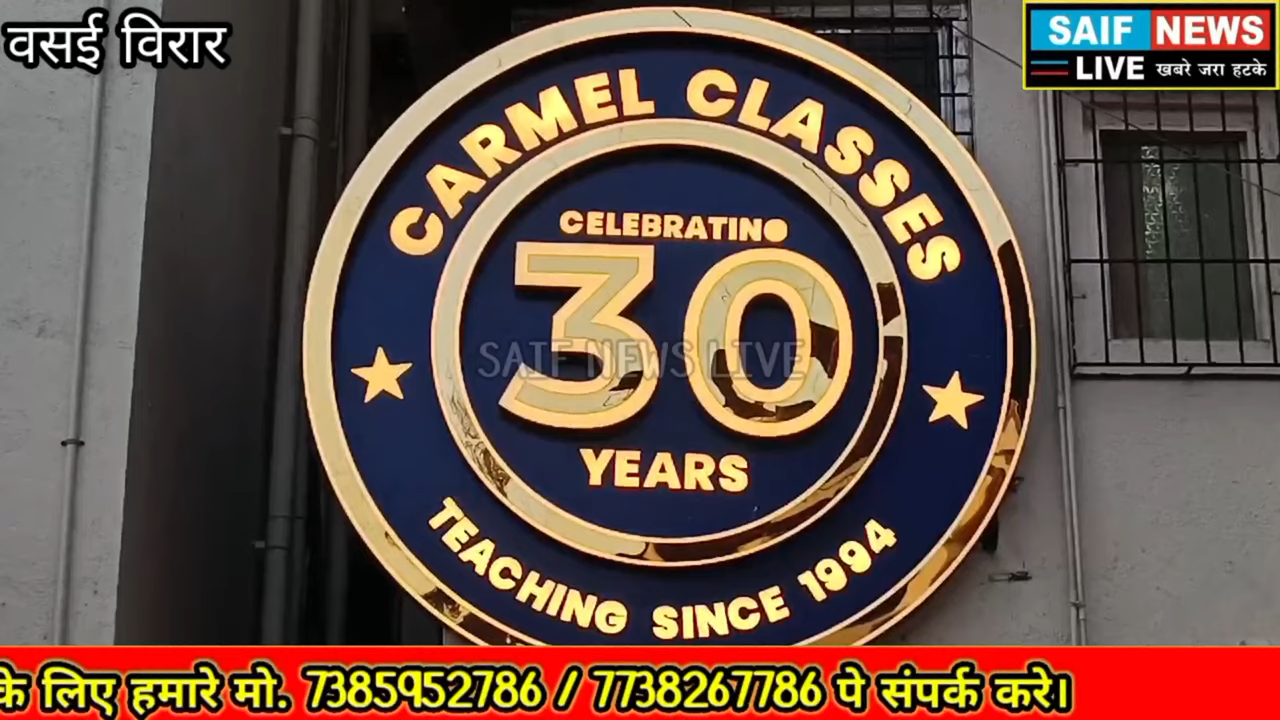 वसई विरार
SAIF NEWS
LIVE खबरे जरा हटके
CARMEL CLASSES
CELEBRATING
30
SAIF NEWS LIVE
YEARS
TEACHING SINCE 1994
के लिए हमारे मो. 7385952786 / 7738267786 पे संपर्क करे।